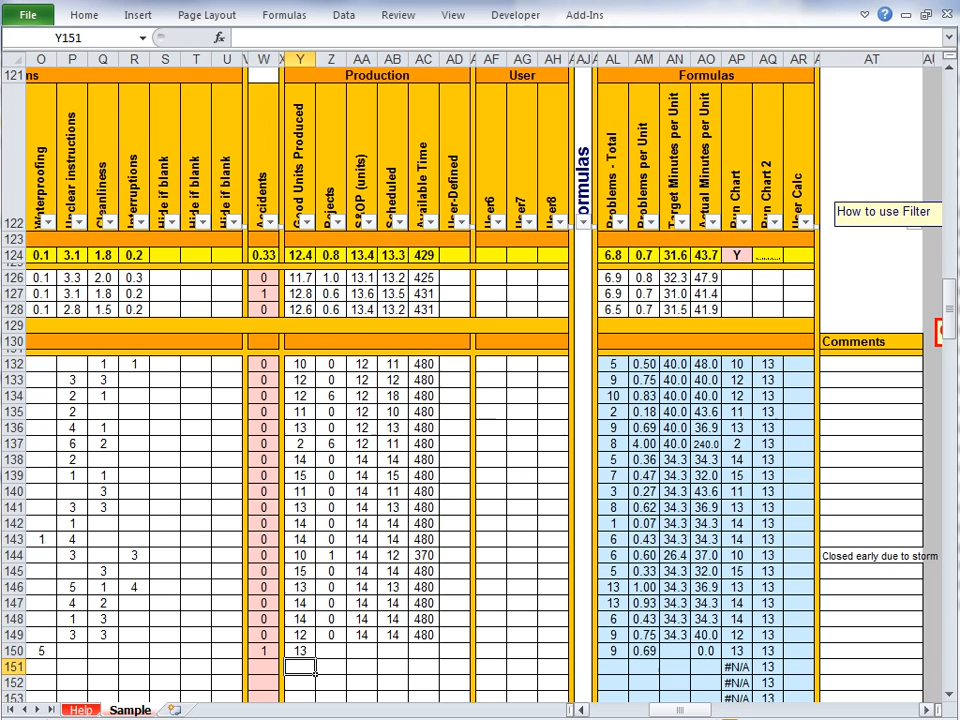 File Home Insert Page Layout Formulas Data Review View Developer Add-Ins
Y151 fx
O P Q R S T U V W X Y Z AA AB AC AD AF AG AH AJ AL AM AN AO AP AQ AR AT
121 ns Production User Formulas
Waterproofing
Unclear instructions
Cleanliness
Interruptions
Hide if blank
Hide if blank
Hide if blank
Accidents
Good Units Produced
Rejects
S&OP (units)
Scheduled
Available Time
User-Defined
User6
User7
User8
ormulas
Problems - Total
Problems per Unit
Target Minutes per Unit
Actual Minutes per Unit
Run Chart
Run Chart 2
User Calc
How to use Filter
122
123
124 0.1 3.1 1.8 0.2 0.33 12.4 0.8 13.4 13.3 429 6.8 0.7 31.6 43.7 Y
126 0.1 3.3 2.0 0.3 0 11.7 1.0 13.1 13.2 425 6.9 0.8 32.3 47.9
127 0.1 3.1 1.8 0.2 1 12.8 0.6 13.6 13.5 431 6.9 0.7 31.0 41.4
128 0.1 2.8 1.5 0.2 0 12.6 0.6 13.4 13.2 431 6.5 0.7 31.5 41.9
129
130 Comments
132 1 1 0 10 0 12 11 480 5 0.50 40.0 48.0 10 13
133 3 3 0 12 0 12 12 480 9 0.75 40.0 40.0 12 13
134 2 1 0 12 6 12 18 480 10 0.83 40.0 40.0 12 13
135 2 0 11 0 12 10 480 2 0.18 40.0 43.6 11 13
136 4 1 0 13 0 12 13 480 9 0.69 40.0 36.9 13 13
137 6 2 0 2 6 12 11 480 8 4.00 40.0 240.0 2 13
138 2 0 14 0 14 14 480 5 0.36 34.3 34.3 14 13
139 1 1 0 15 0 14 15 480 7 0.47 34.3 32.0 15 13
140 3 0 11 0 14 11 480 3 0.27 34.3 43.6 11 13
141 3 3 0 13 0 14 13 480 8 0.62 34.3 36.9 13 13
142 1 0 14 0 14 14 480 1 0.07 34.3 34.3 14 13
143 1 4 0 14 0 14 14 480 6 0.43 34.3 34.3 14 13
144 3 3 0 10 1 14 12 370 6 0.60 26.4 37.0 10 13 Closed early due to storm
145 3 0 15 0 14 14 480 5 0.33 34.3 32.0 15 13
146 5 1 4 0 13 0 14 13 480 13 1.00 34.3 36.9 13 13
147 4 2 0 14 0 14 14 480 13 0.93 34.3 34.3 14 13
148 1 3 0 14 0 14 14 480 6 0.43 34.3 34.3 14 13
149 3 3 0 12 0 14 14 480 9 0.75 34.3 40.0 12 13
150 5 1 13 9 0.69 0.0 13 13
151 #N/A 13
152 #N/A 13
153 #N/A 13
Help Sample